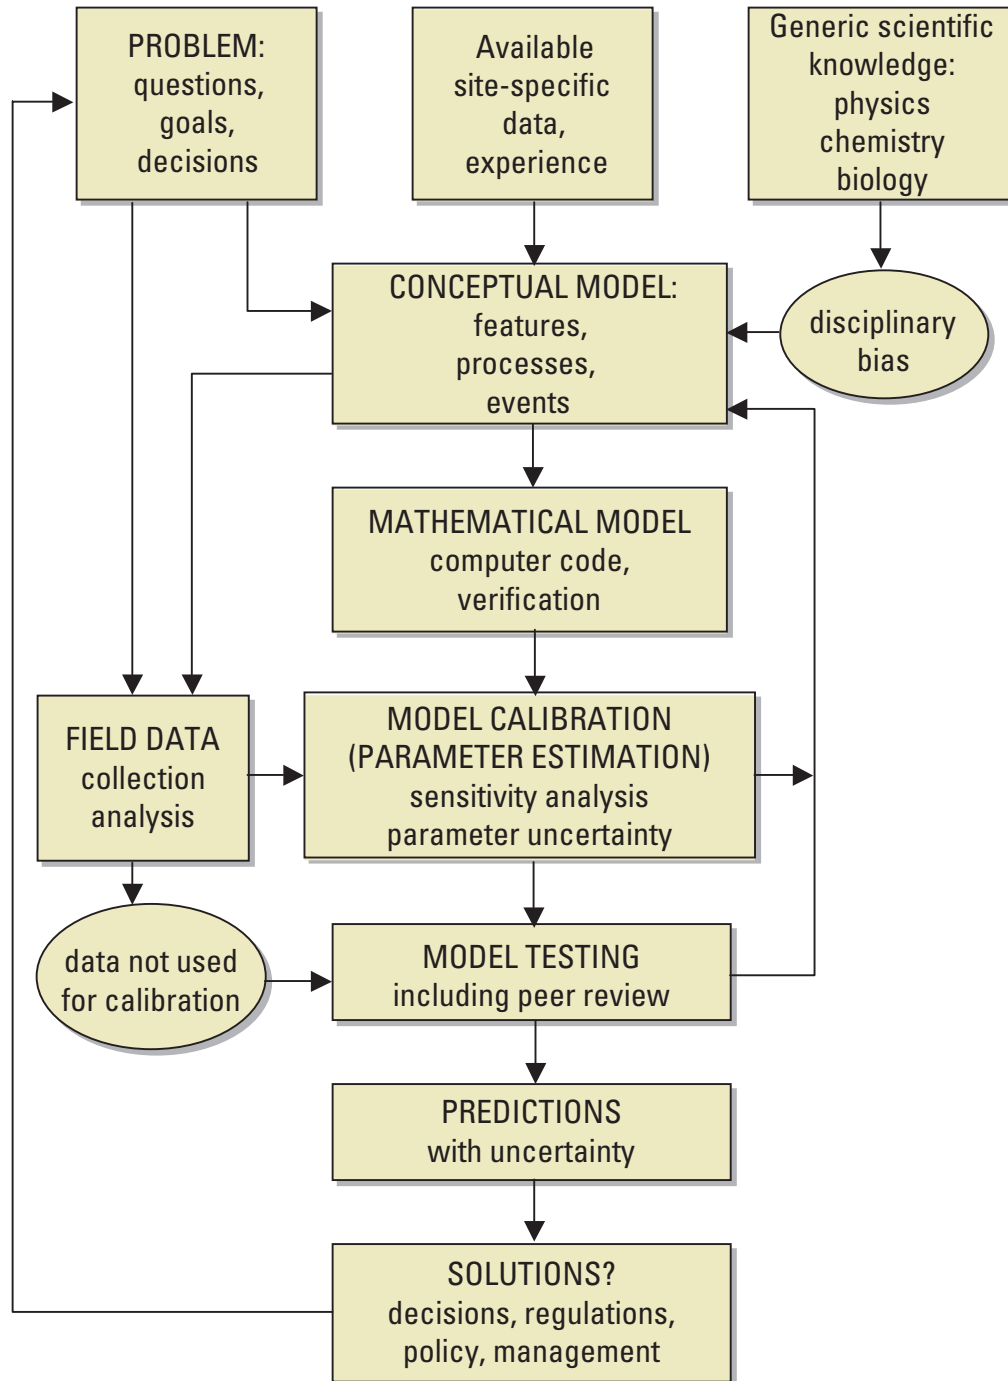 PROBLEM:
questions,
goals,
decisions
Available
site-specific
data,
experience
Generic scientific
knowledge:
physics
chemistry
biology
CONCEPTUAL MODEL:
features,
processes,
events
disciplinary
bias
MATHEMATICAL MODEL
computer code,
verification
FIELD DATA
collection
analysis
MODEL CALIBRATION
(PARAMETER ESTIMATION)
sensitivity analysis
parameter uncertainty
data not used
for calibration
MODEL TESTING
including peer review
PREDICTIONS
with uncertainty
SOLUTIONS?
decisions, regulations,
policy, management